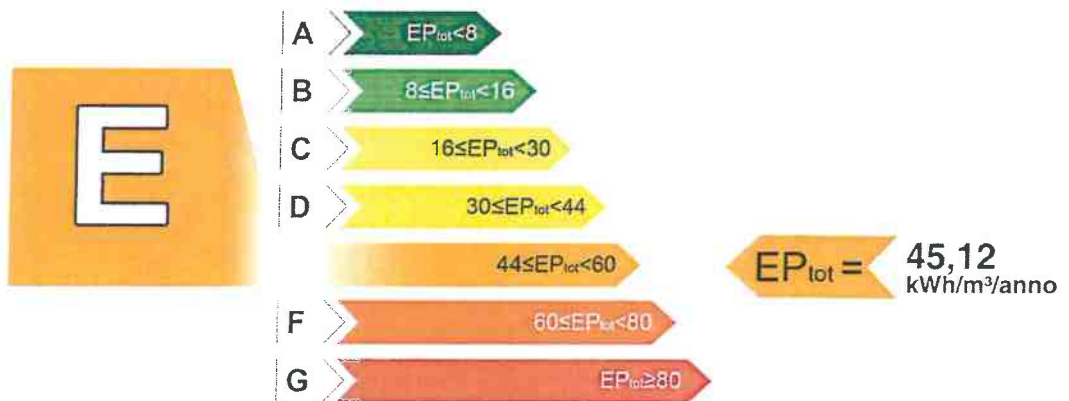 A EPtot<8
B 8≤EPtot<16
E
C 16≤EPtot<30
D 30≤EPtot<44
44≤EPtot<60
EPtot = 45,12
kWh/m³/anno
F 60≤EPtot<80
G EPtot≥80